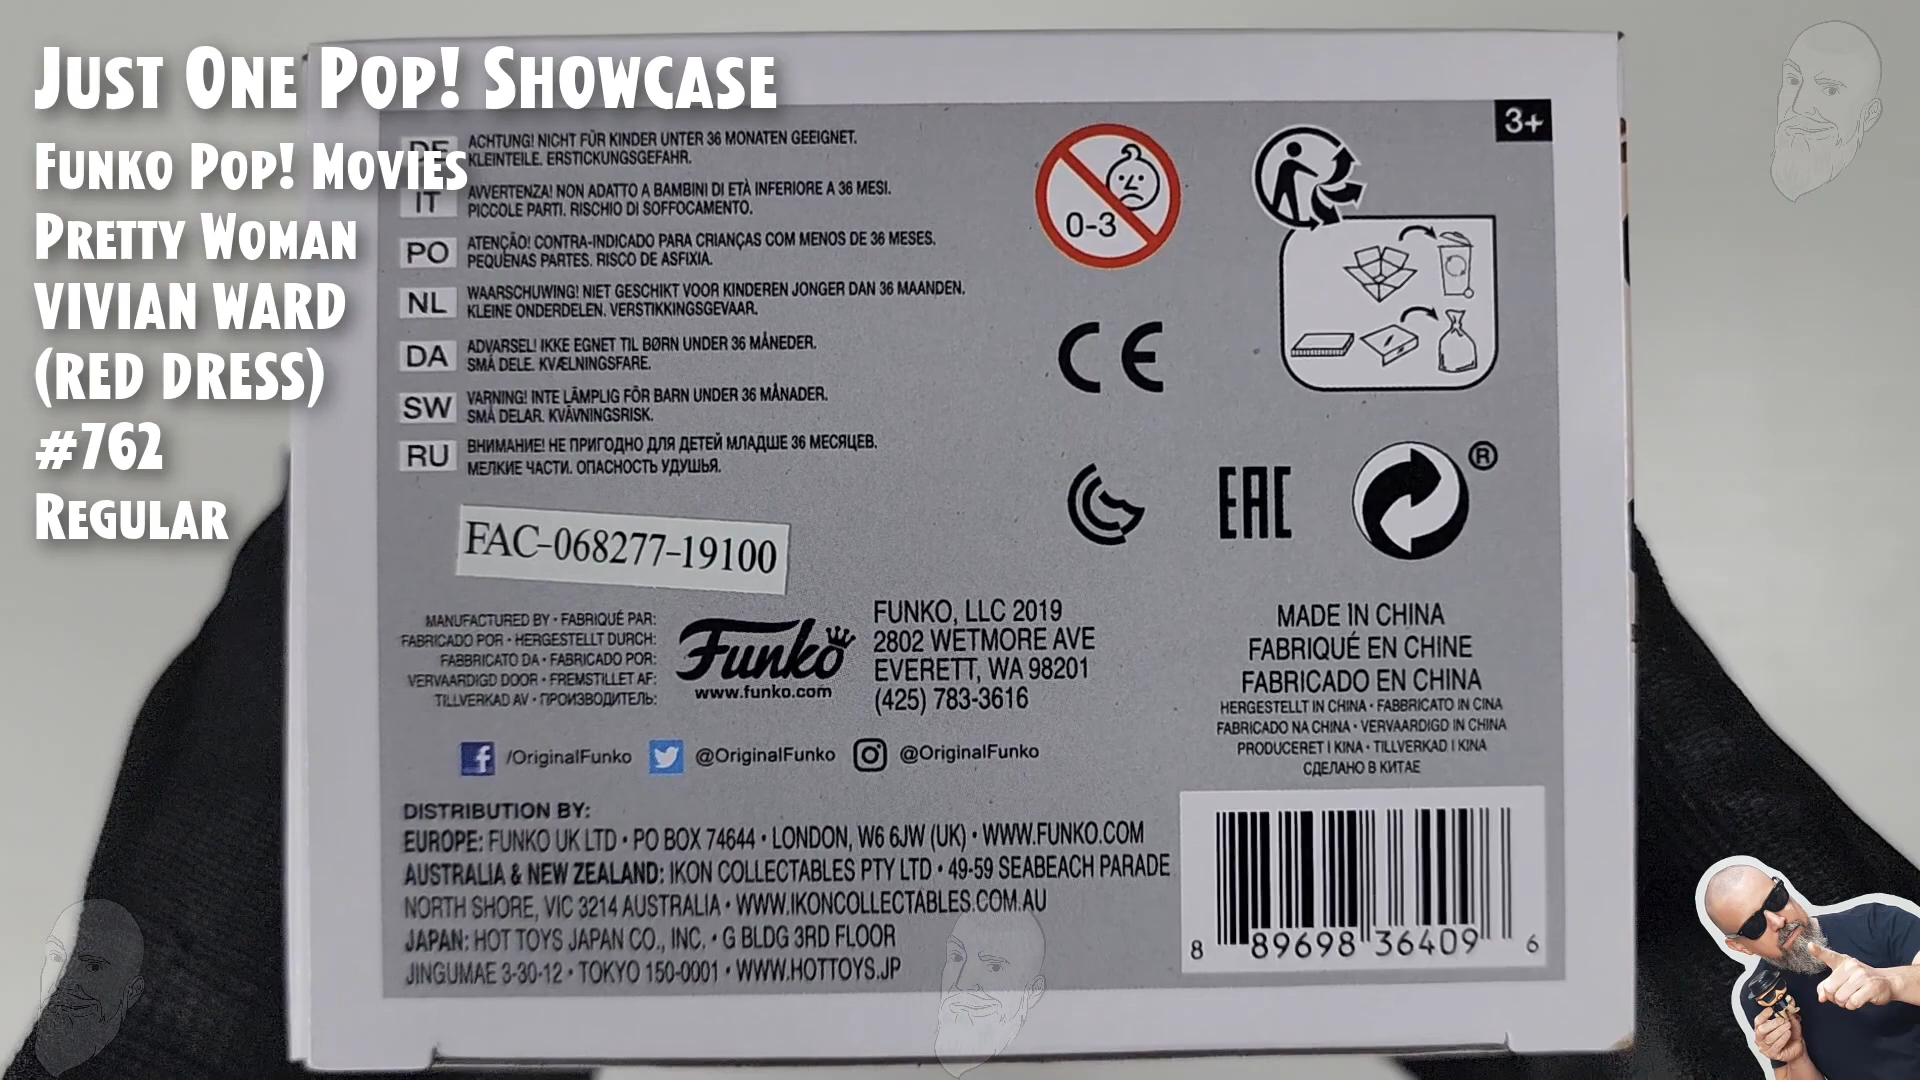 Just One Pop! Showcase
Funko Pop! Movies
Pretty Woman
VIVIAN WARD
(RED DRESS)
#762
Regular
3+
DE ACHTUNG! NICHT FÜR KINDER UNTER 36 MONATEN GEEIGNET.
KLEINTEILE. ERSTICKUNGSGEFAHR.
IT AVVERTENZA! NON ADATTO A BAMBINI DI ETÀ INFERIORE A 36 MESI.
PICCOLE PARTI. RISCHIO DI SOFFOCAMENTO.
PO ATENÇÃO! CONTRA-INDICADO PARA CRIANÇAS COM MENOS DE 36 MESES.
PEQUENAS PARTES. RISCO DE ASFIXIA.
NL WAARSCHUWING! NIET GESCHIKT VOOR KINDEREN JONGER DAN 36 MAANDEN.
KLEINE ONDERDELEN. VERSTIKKINGSGEVAAR.
DA ADVARSEL! IKKE EGNET TIL BØRN UNDER 36 MÅNEDER.
SMÅ DELE. KVÆLNINGSFARE.
SW VARNING! INTE LÄMPLIG FÖR BARN UNDER 36 MÅNADER.
SMÅ DELAR. KVÄVNINGSRISK.
RU ВНИМАНИЕ! НЕ ПРИГОДНО ДЛЯ ДЕТЕЙ МЛАДШЕ 36 МЕСЯЦЕВ.
МЕЛКИЕ ЧАСТИ. ОПАСНОСТЬ УДУШЬЯ.
0-3
CE
EAC
®
FAC-068277-19100
MANUFACTURED BY • FABRIQUÉ PAR:
FABRICADO POR • HERGESTELLT DURCH:
FABBRICATO DA • FABRICADO POR:
VERVAARDIGD DOOR • FREMSTILLET AF:
TILLVERKAD AV • ПРОИЗВОДИТЕЛЬ:
Funko
www.funko.com
FUNKO, LLC 2019
2802 WETMORE AVE
EVERETT, WA 98201
(425) 783-3616
MADE IN CHINA
FABRIQUÉ EN CHINE
FABRICADO EN CHINA
HERGESTELLT IN CHINA • FABBRICATO IN CINA
FABRICADO NA CHINA • VERVAARDIGD IN CHINA
PRODUCERET I KINA • TILLVERKAD I KINA
СДЕЛАНО В КИТАЕ
/OriginalFunko @OriginalFunko @OriginalFunko
DISTRIBUTION BY:
EUROPE: FUNKO UK LTD • PO BOX 74644 • LONDON, W6 6JW (UK) • WWW.FUNKO.COM
AUSTRALIA & NEW ZEALAND: IKON COLLECTABLES PTY LTD • 49-59 SEABEACH PARADE
NORTH SHORE, VIC 3214 AUSTRALIA • WWW.IKONCOLLECTABLES.COM.AU
JAPAN: HOT TOYS JAPAN CO., INC. • G BLDG 3RD FLOOR
JINGUMAE 3-30-12 • TOKYO 150-0001 • WWW.HOTTOYS.JP
8 89698 36409 6